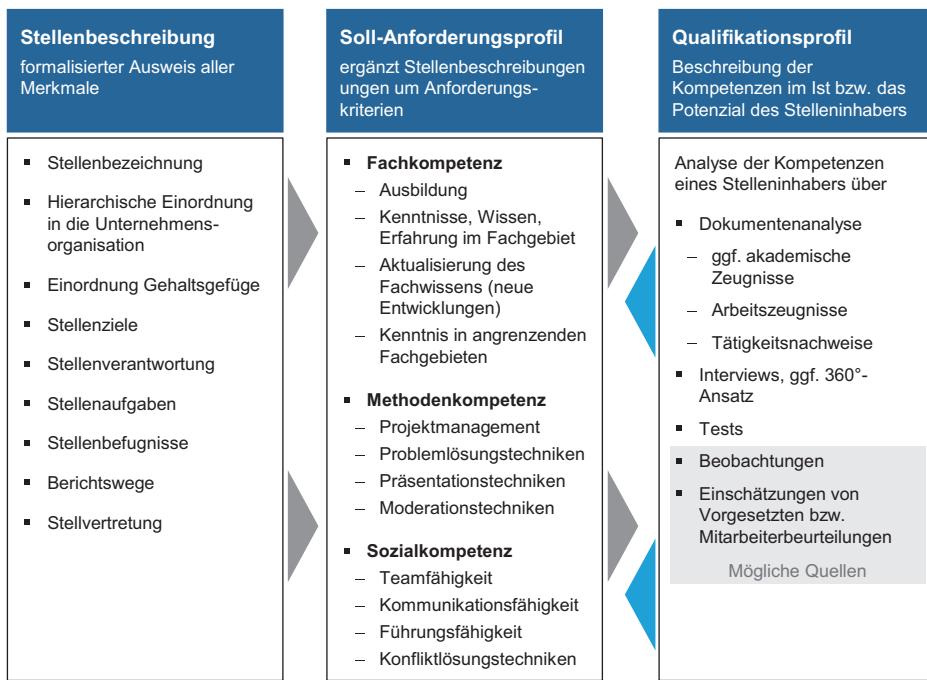 Stellenbeschreibung
formalisierter Ausweis aller
Merkmale
▪ Stellenbezeichnung
▪ Hierarchische Einordnung
in die Unternehmens-
organisation
▪ Einordnung Gehaltsgefüge
▪ Stellenziele
▪ Stellenverantwortung
▪ Stellenaufgaben
▪ Stellenbefugnisse
▪ Berichtswege
▪ Stellvertretung
Soll-Anforderungsprofil
ergänzt Stellenbeschreibungen
ungen um Anforderungs-
kriterien
▪ Fachkompetenz
– Ausbildung
– Kenntnisse, Wissen,
Erfahrung im Fachgebiet
– Aktualisierung des
Fachwissens (neue
Entwicklungen)
– Kenntnis in angrenzenden
Fachgebieten
▪ Methodenkompetenz
– Projektmanagement
– Problemlösungstechniken
– Präsentationstechniken
– Moderationstechniken
▪ Sozialkompetenz
– Teamfähigkeit
– Kommunikationsfähigkeit
– Führungsfähigkeit
– Konfliktlösungstechniken
Qualifikationsprofil
Beschreibung der
Kompetenzen im Ist bzw. das
Potenzial des Stelleninhabers
Analyse der Kompetenzen
eines Stelleninhabers über
▪ Dokumentenanalyse
– ggf. akademische
Zeugnisse
– Arbeitszeugnisse
– Tätigkeitsnachweise
▪ Interviews, ggf. 360°-
Ansatz
▪ Tests
▪ Beobachtungen
▪ Einschätzungen von
Vorgesetzten bzw.
Mitarbeiterbeurteilungen
Mögliche Quellen